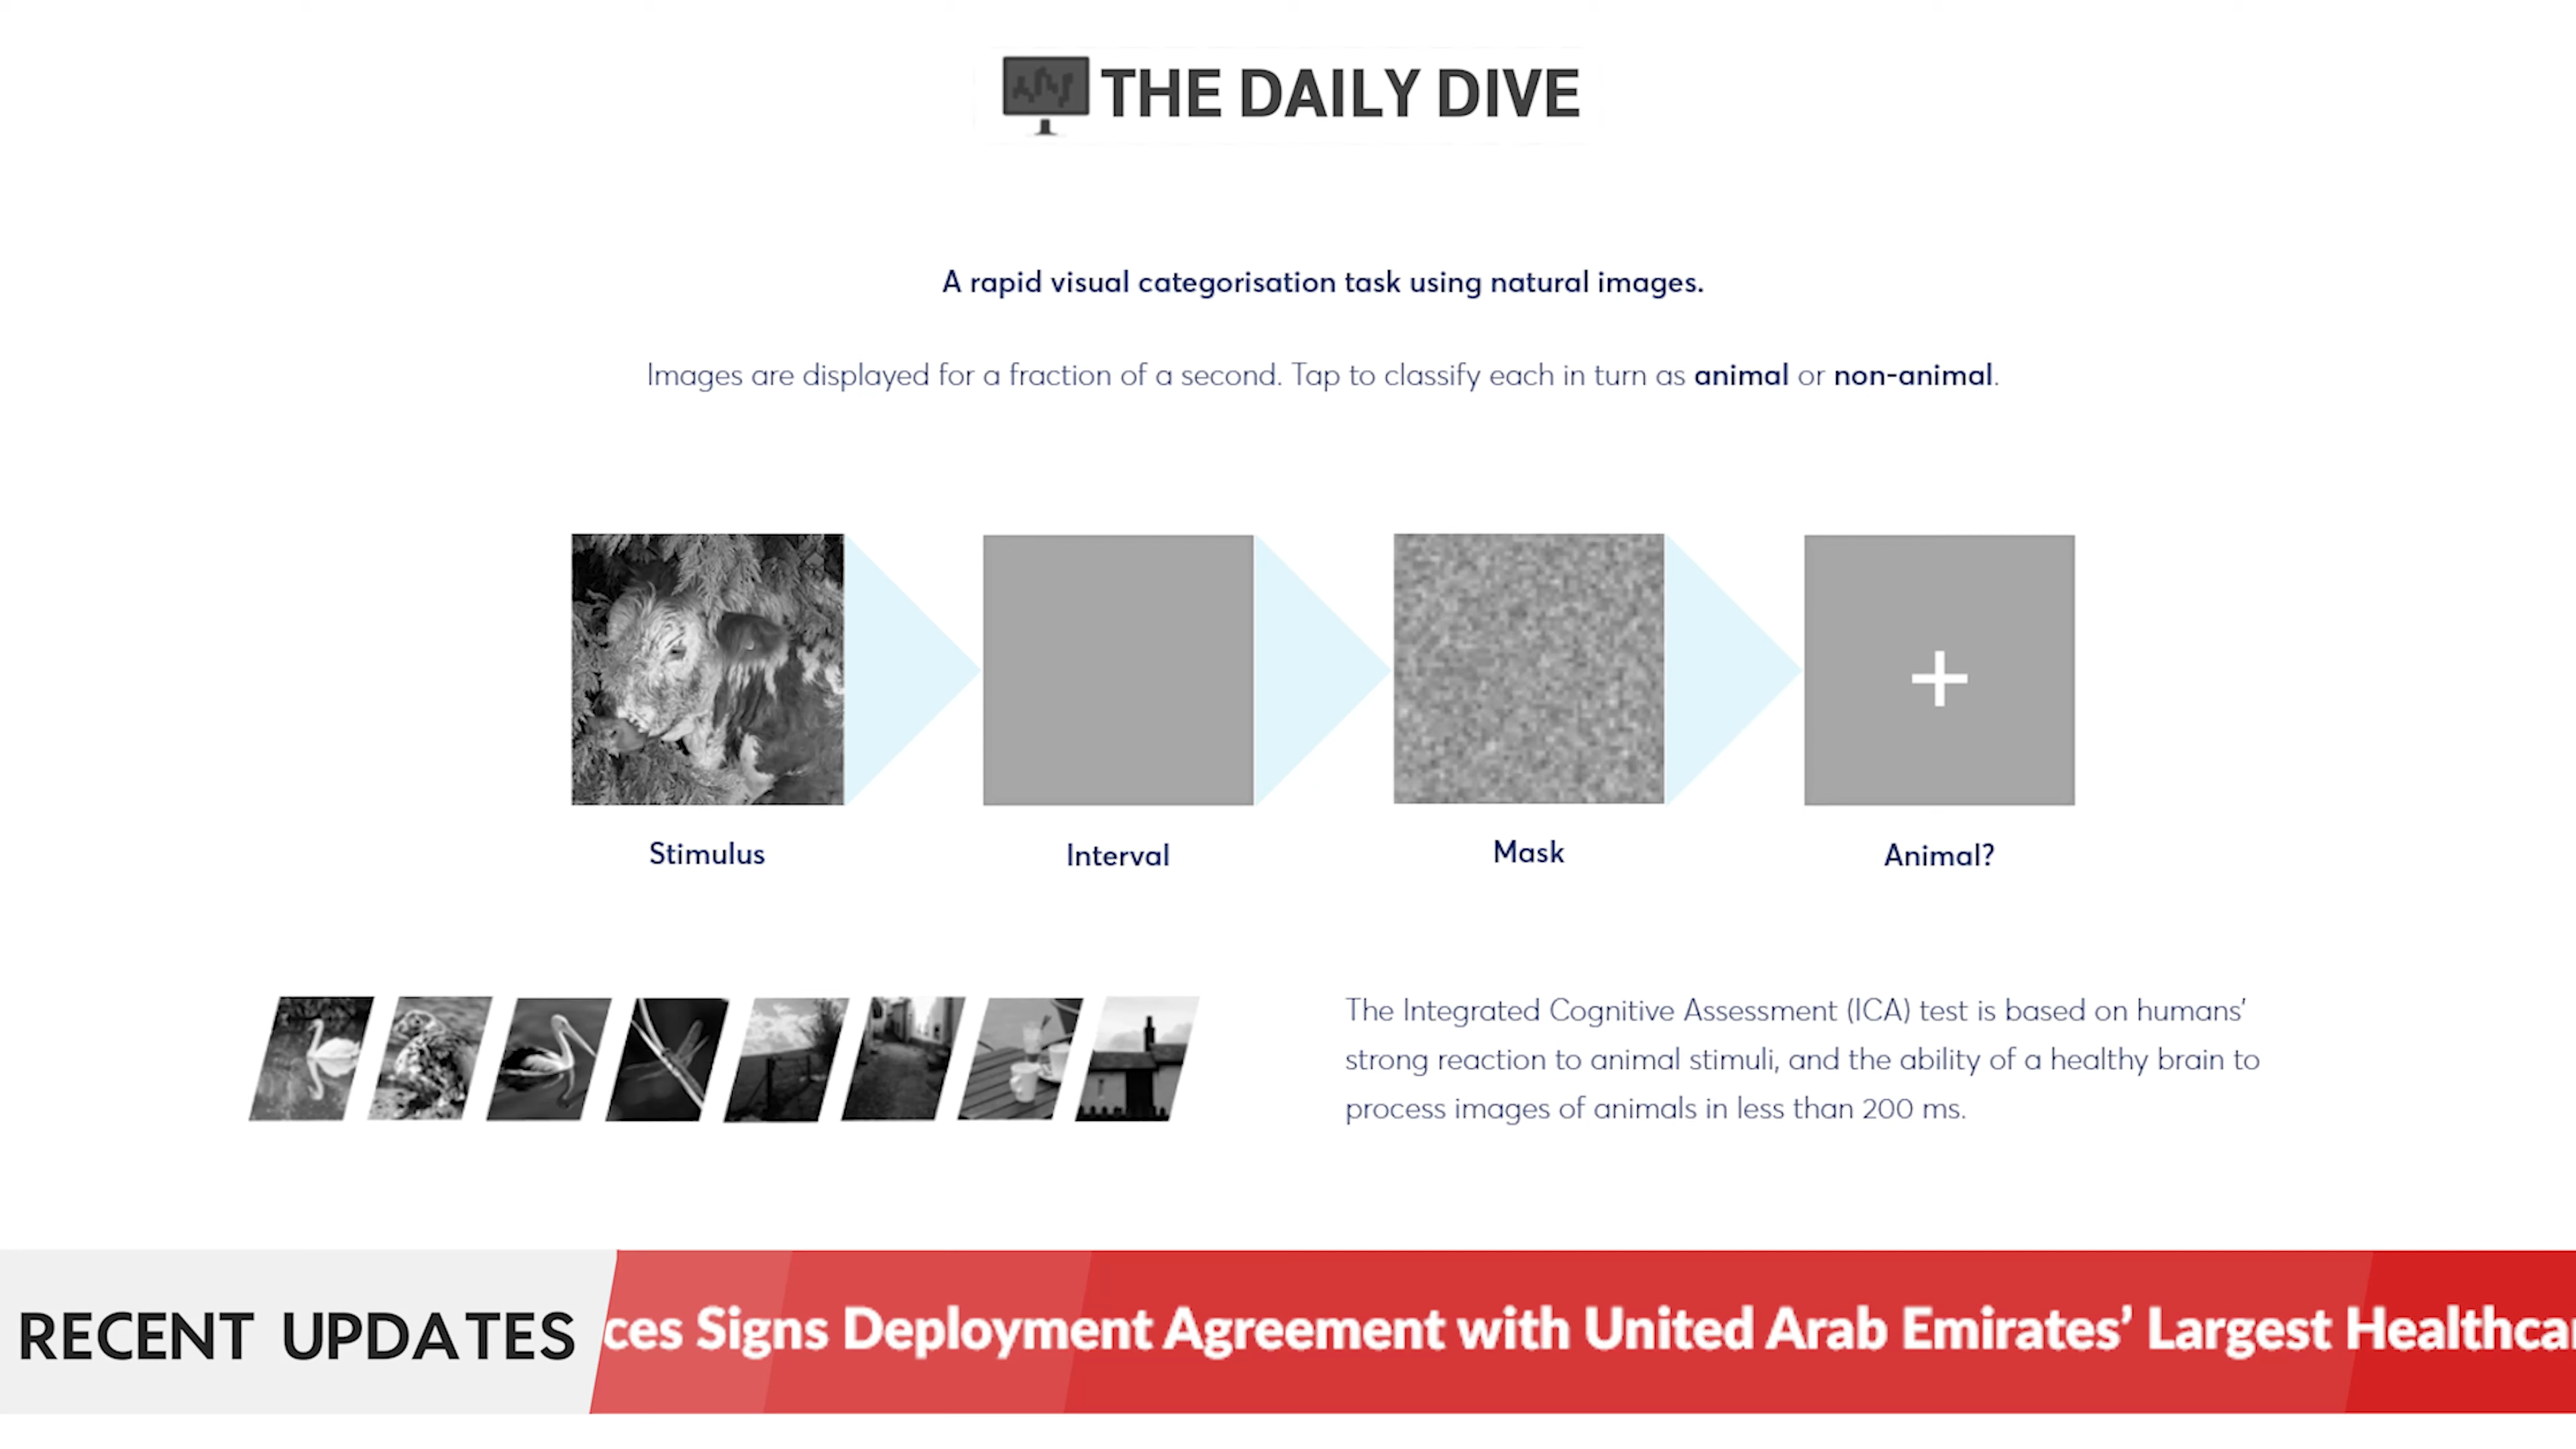 THE DAILY DIVE
A rapid visual categorisation task using natural images.
Images are displayed for a fraction of a second. Tap to classify each in turn as animal or non-animal.
Stimulus
Interval
Mask
Animal?
The Integrated Cognitive Assessment (ICA) test is based on humans'
strong reaction to animal stimuli, and the ability of a healthy brain to
process images of animals in less than 200 ms.
RECENT UPDATES
ces Signs Deployment Agreement with United Arab Emirates’ Largest Healthca